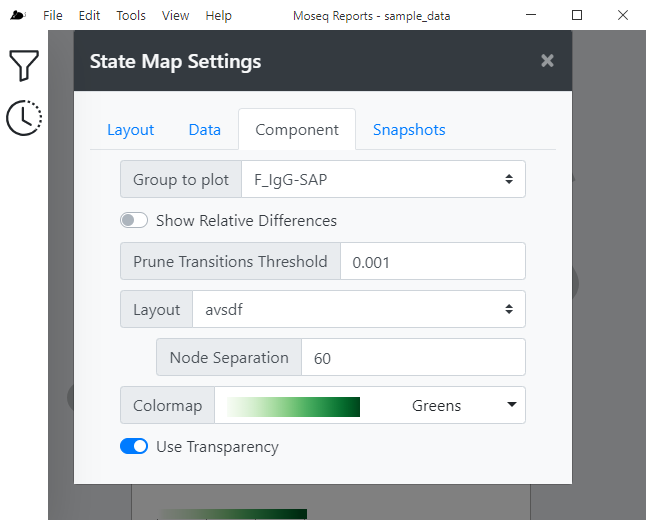 File Edit Tools View Help Moseq Reports - sample_data
State Map Settings ×
Layout Data Component Snapshots
Group to plot F_IgG-SAP
Show Relative Differences
Prune Transitions Threshold 0.001
Layout avsdf
Node Separation 60
Colormap Greens
Use Transparency